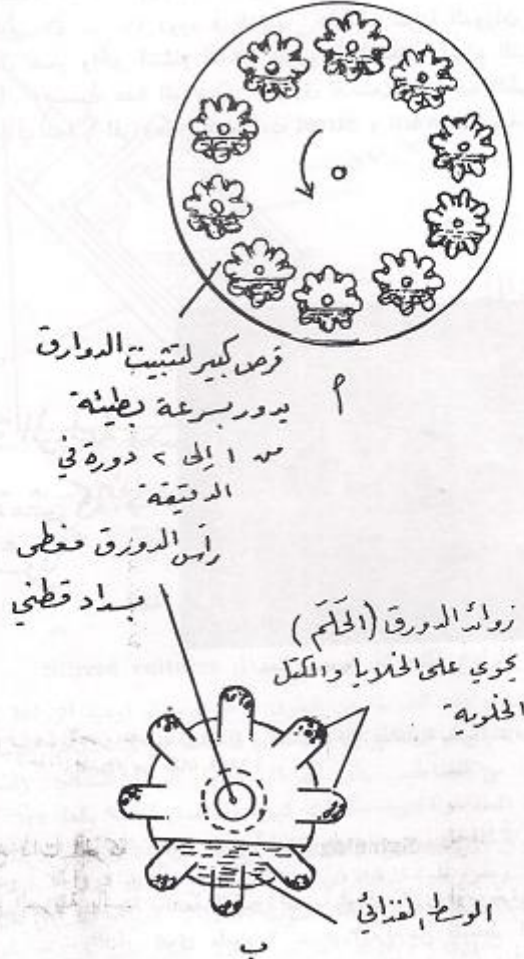 قرص كبير لتثبيت الدوارق
يدور بسرعة بطيئة
من ١ إلى ٢ دورة في
الدقيقة
أ
رأس الدورق مغطى
بسداد قطني
زوائد الدورق (الحَلَم)
يحوي على الخلايا والكتل
الخلوية
الوسط الغذائي
ب